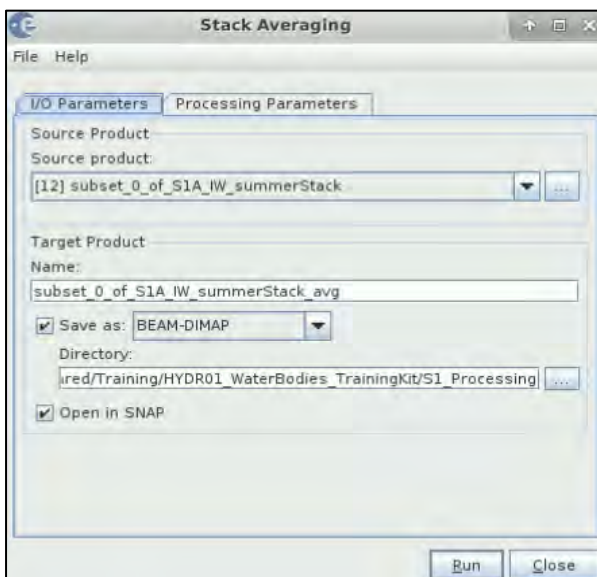 Stack Averaging
File Help
I/O Parameters Processing Parameters
Source Product
Source product:
[12] subset_0_of_S1A_IW_summerStack
...
Target Product
Name:
subset_0_of_S1A_IW_summerStack_avg
Save as: BEAM-DIMAP
Directory:
ared/Training/HYDR01_WaterBodies_TrainingKit/S1_Processing ...
Open in SNAP
Run Close